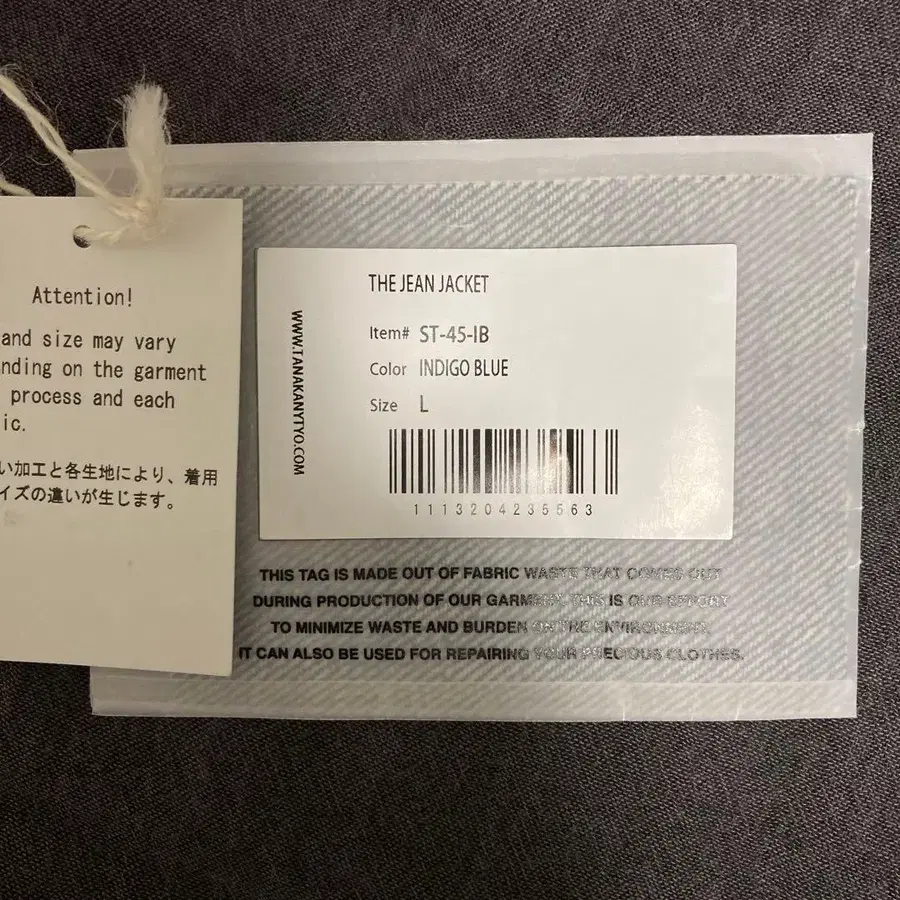 Attention!
and size may vary
nding on the garment
process and each
ic.
い加工と各生地により、着用
イズの違いが生じます。
WWW.TANAKANYTYO.COM
THE JEAN JACKET
Item# ST-45-IB
Color INDIGO BLUE
Size L
1113204235563
THIS TAG IS MADE OUT OF FABRIC WASTE THAT COMES OUT
DURING PRODUCTION OF OUR GARMENT. THIS IS OUR EFFORT
TO MINIMIZE WASTE AND BURDEN ON THE ENVIRONMENT.
IT CAN ALSO BE USED FOR REPAIRING YOUR PRECIOUS CLOTHES.